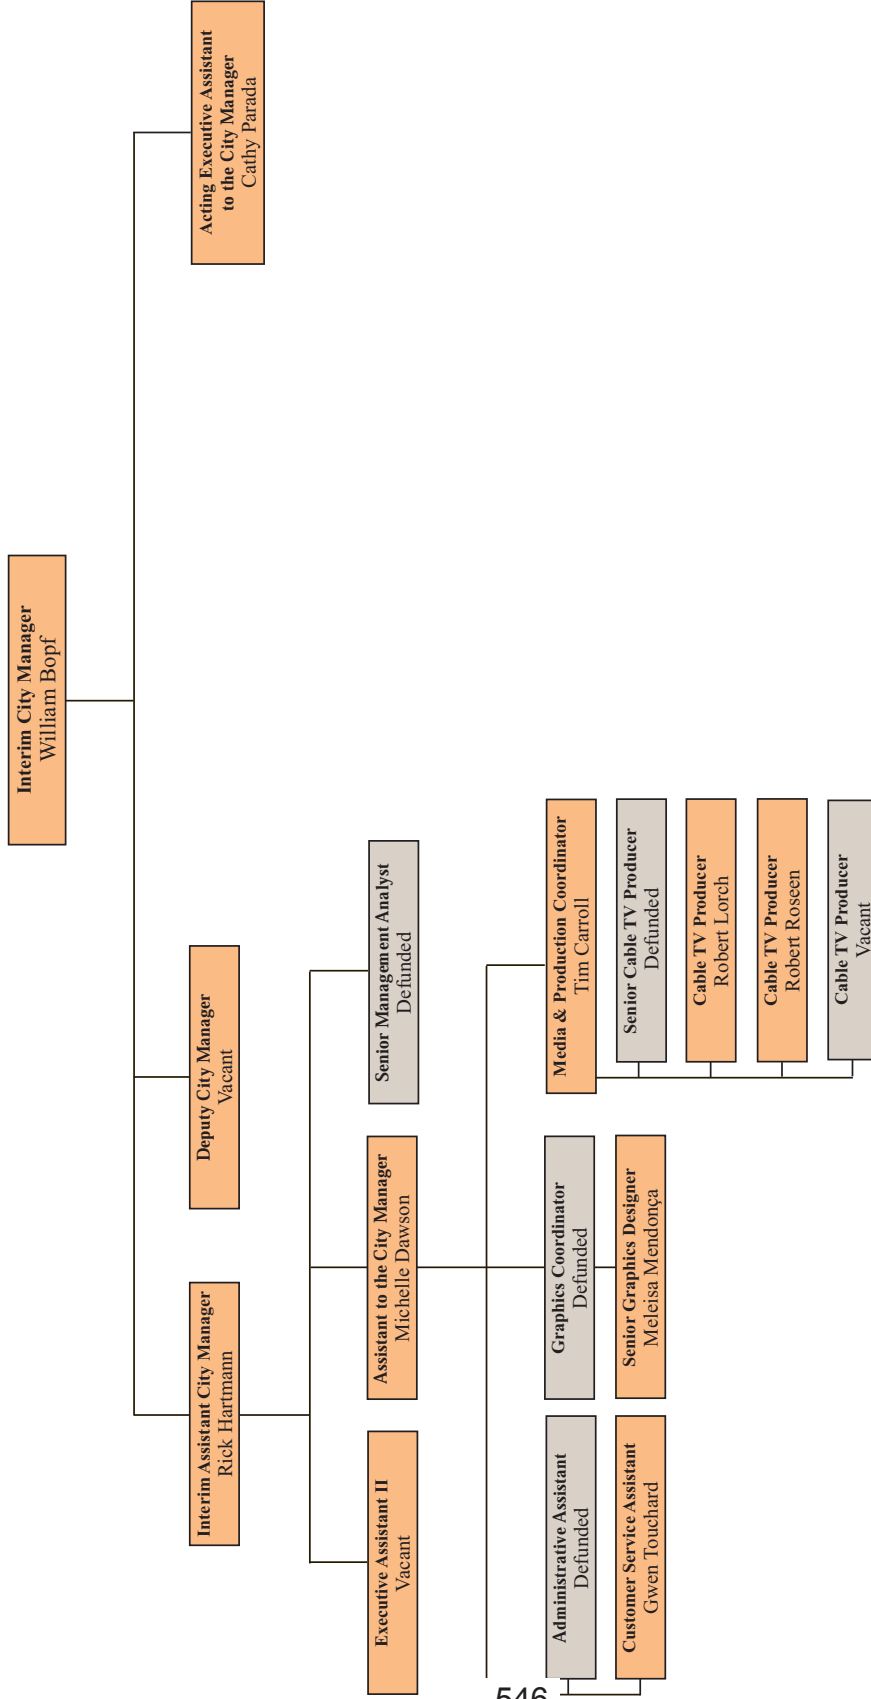 Interim City Manager
William Bopf
Interim Assistant City Manager
Rick Hartmann
Deputy City Manager
Vacant
Acting Executive Assistant
to the City Manager
Cathy Parada
Executive Assistant II
Vacant
Assistant to the City Manager
Michelle Dawson
Senior Management Analyst
Defunded
Administrative Assistant
Defunded
Customer Service Assistant
Gwen Touchard
Graphics Coordinator
Defunded
Senior Graphics Designer
Meleisa Mendonça
Media & Production Coordinator
Tim Carroll
Senior Cable TV Producer
Defunded
Cable TV Producer
Robert Lorch
Cable TV Producer
Robert Roseen
Cable TV Producer
Vacant
546